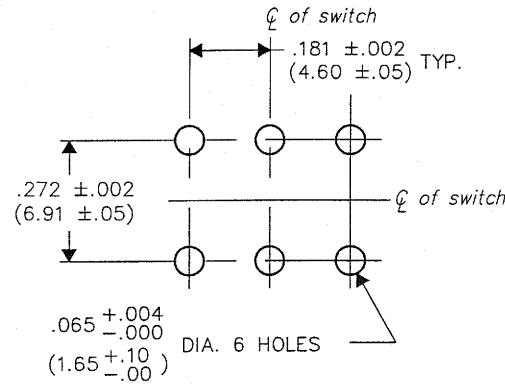 ℄ of switch
.181 ±.002 TYP.
(4.60 ±.05)
.272 ±.002
(6.91 ±.05)
℄ of switch
.065 +.004 -.000
(1.65 +.10 -.00) DIA. 6 HOLES